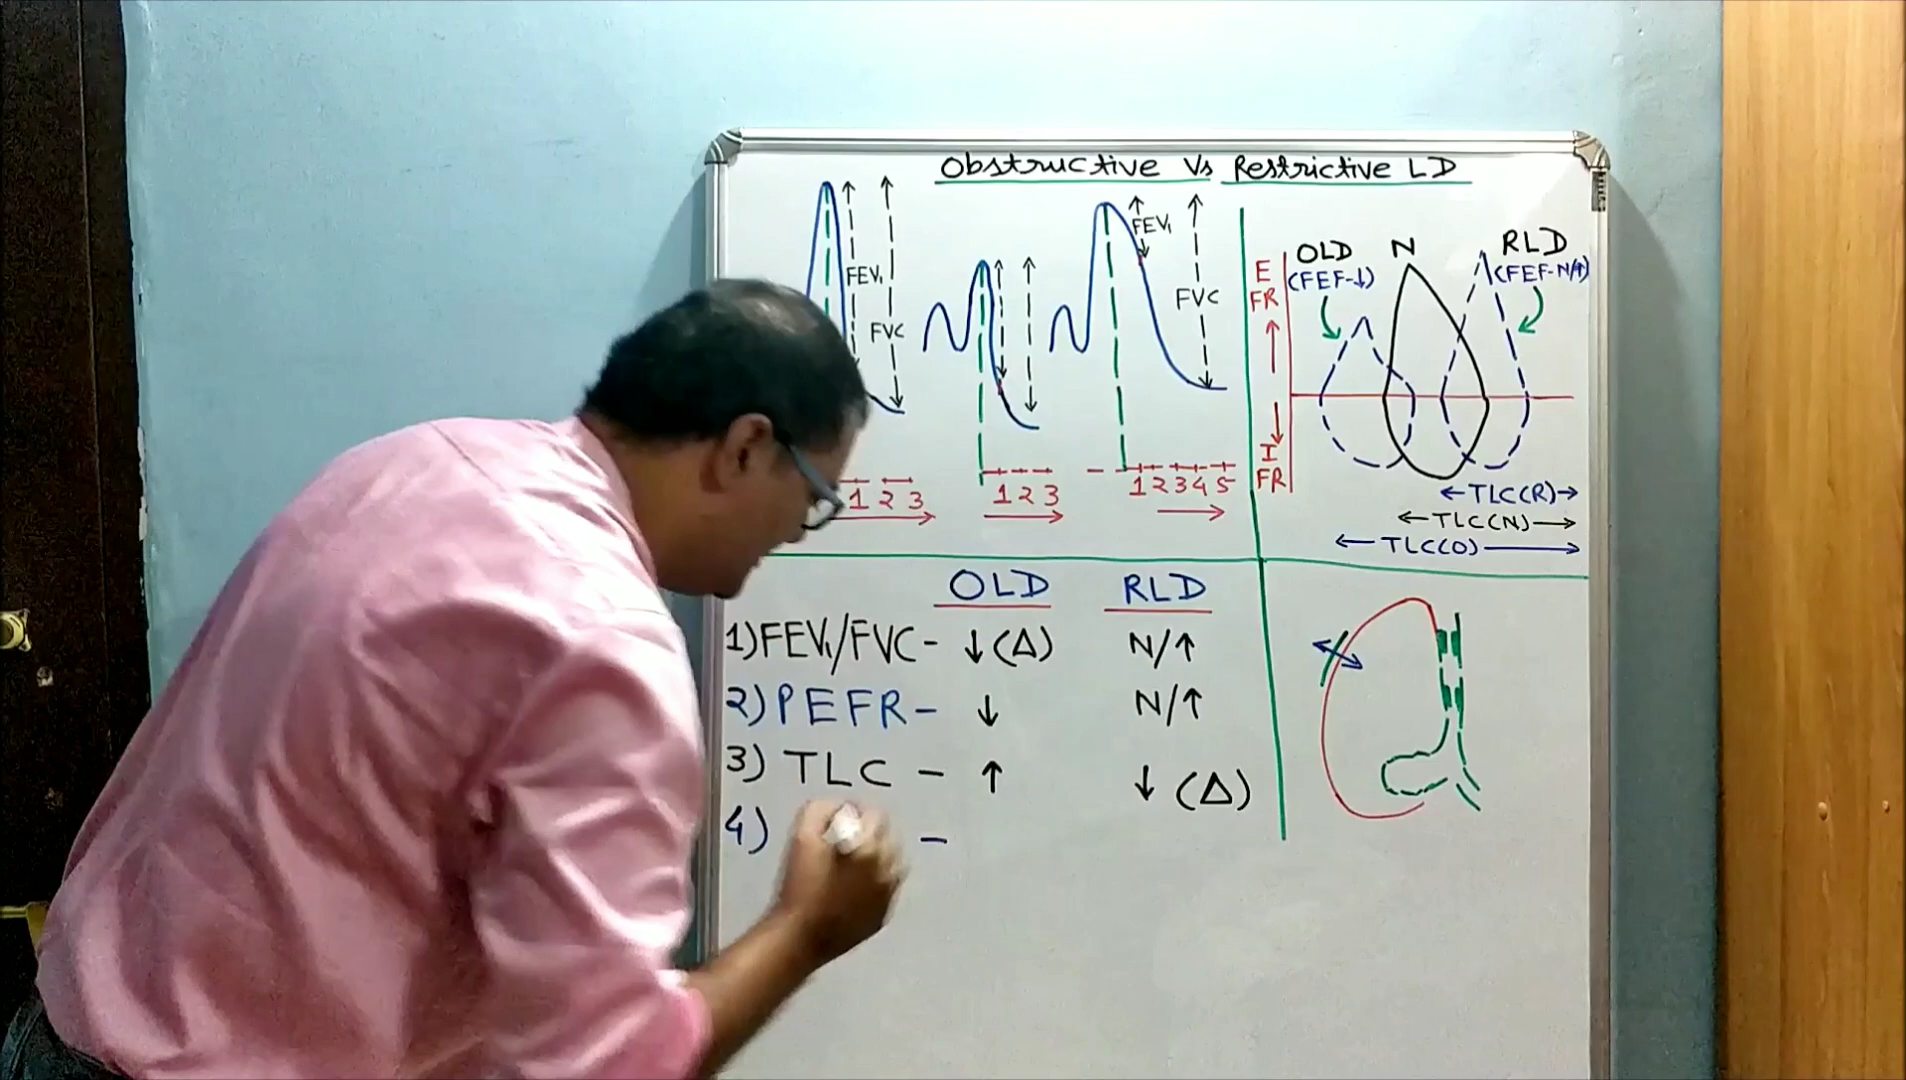 Obstructive Vs Restrictive LD
FEV₁
FVC
1 2 3
1 2 3
FEV₁
FVC
1 2 3 4 5
E
FR
I
FR
OLD
(FEF-↓)
N
RLD
(FEF-N/↑)
←TLC(R)→
←TLC(N)→
←TLC(O)→
OLD RLD
1) FEV₁/FVC - ↓ (Δ) N/↑
2) PEFR - ↓ N/↑
3) TLC - ↑ ↓ (Δ)
4) -